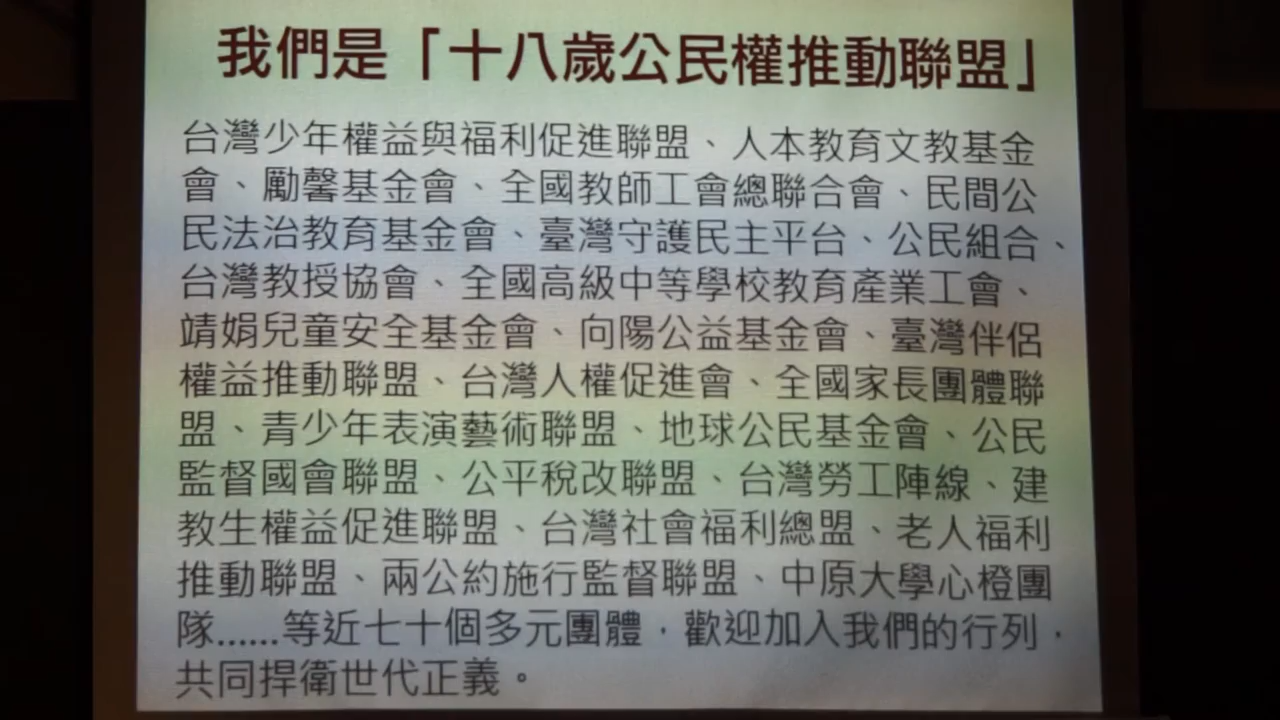 我們是「十八歲公民權推動聯盟」
台灣少年權益與福利促進聯盟、人本教育文教基金
會、勵馨基金會、全國教師工會總聯合會、民間公
民法治教育基金會、臺灣守護民主平台、公民組合、
台灣教授協會、全國高級中等學校教育產業工會、
靖娟兒童安全基金會、向陽公益基金會、臺灣伴侶
權益推動聯盟、台灣人權促進會、全國家長團體聯
盟、青少年表演藝術聯盟、地球公民基金會、公民
監督國會聯盟、公平稅改聯盟、台灣勞工陣線、建
教生權益促進聯盟、台灣社會福利總盟、老人福利
推動聯盟、兩公約施行監督聯盟、中原大學心橙團
隊......等近七十個多元團體，歡迎加入我們的行列，
共同捍衛世代正義。